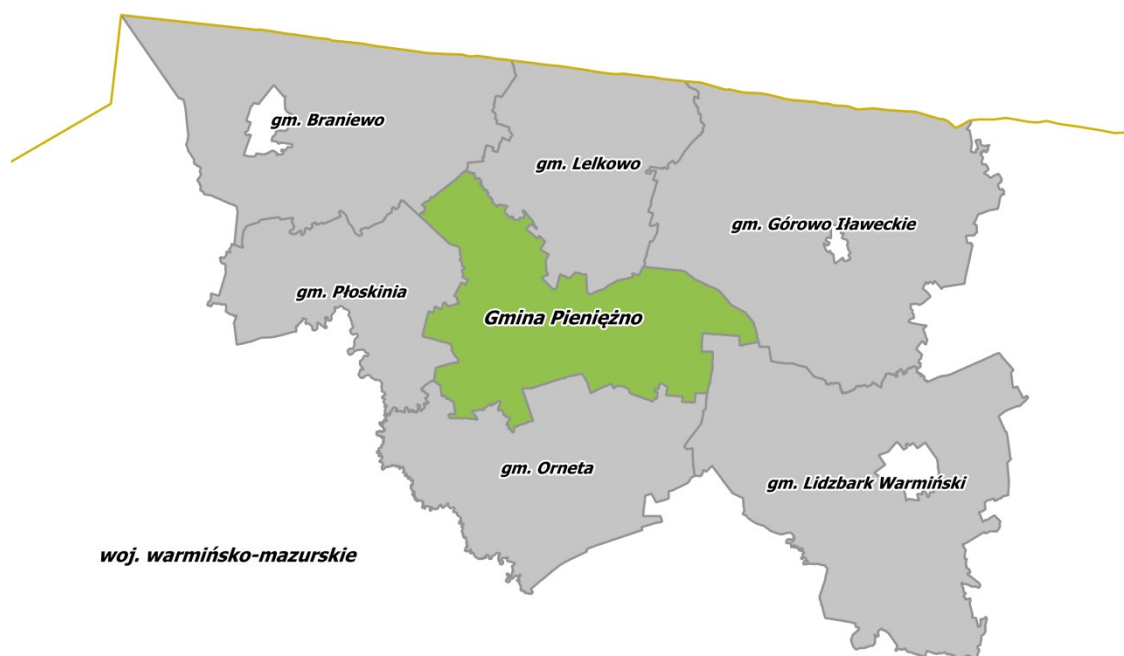 gm. Braniewo
gm. Lelkowo
gm. Górowo Iławeckie
gm. Płoskinia
Gmina Pieniężno
gm. Orneta
gm. Lidzbark Warmiński
woj. warmińsko-mazurskie